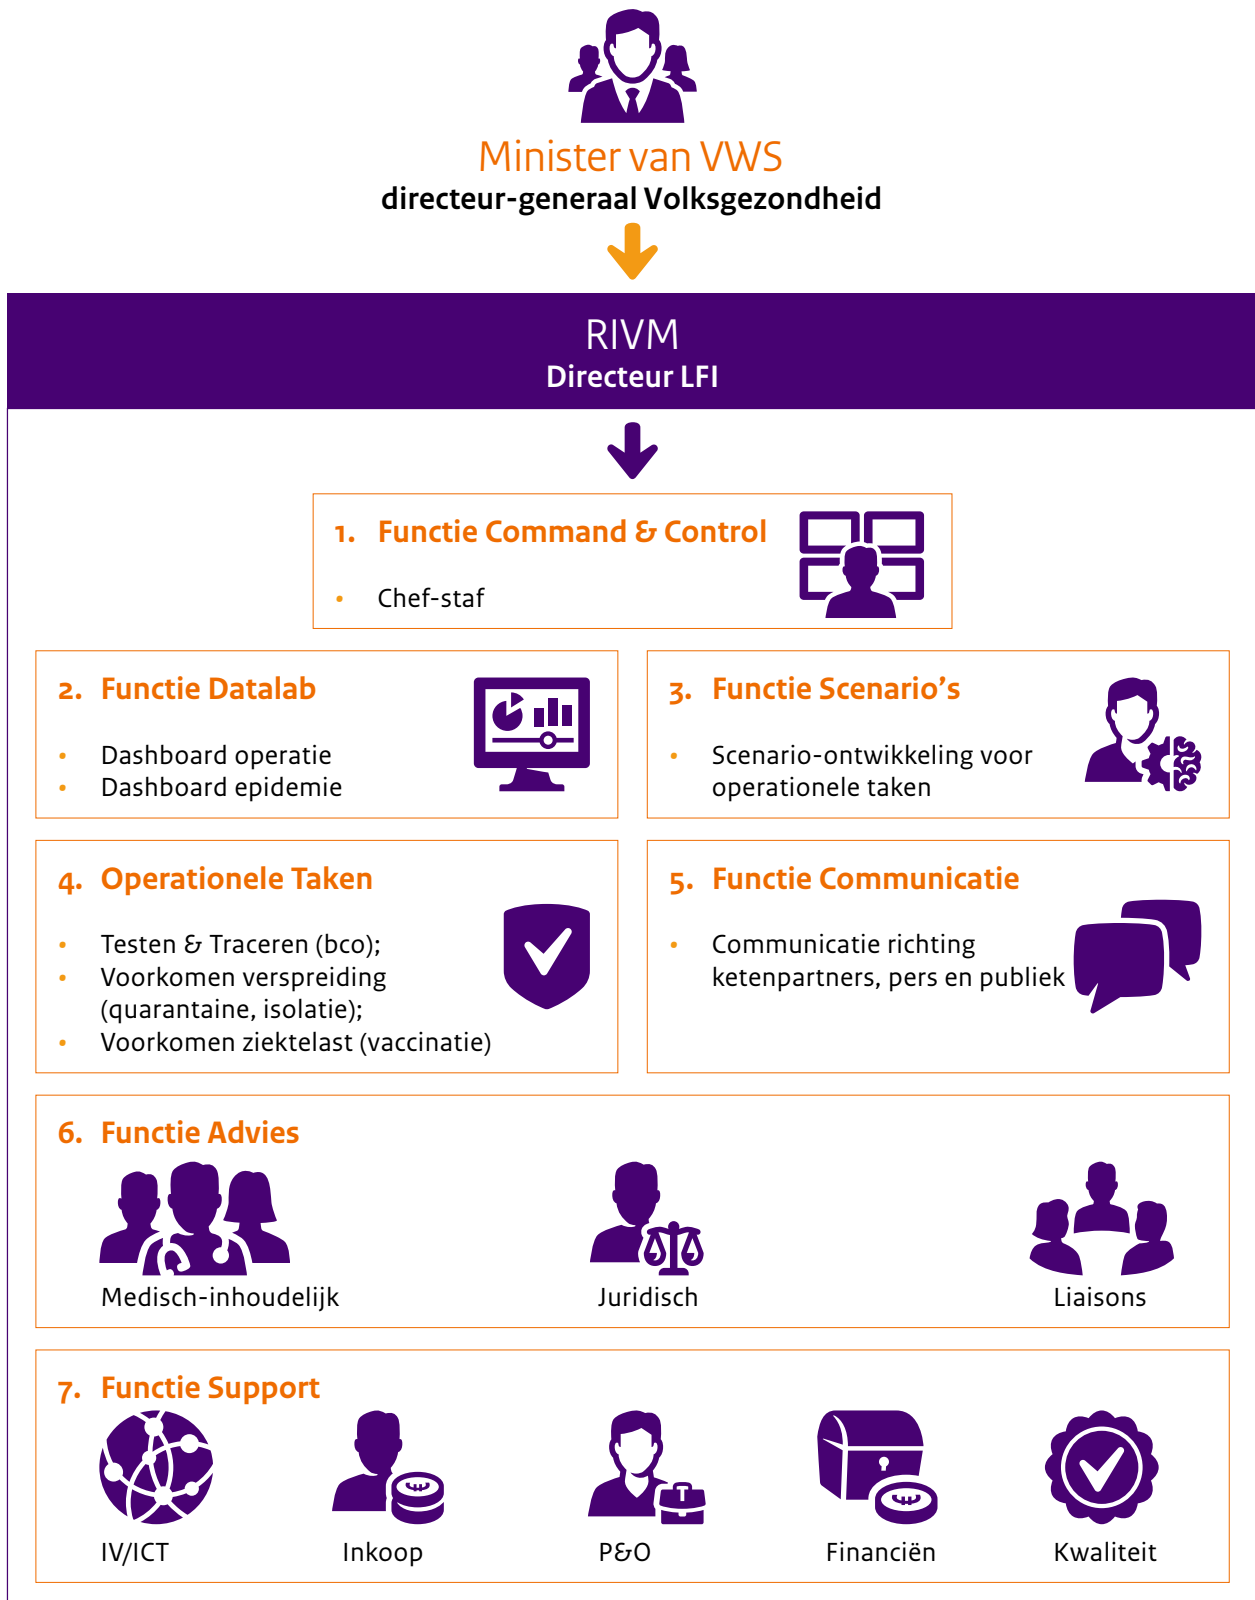 Minister van VWS
directeur-generaal Volksgezondheid
RIVM
Directeur LFI
1. Functie Command & Control
• Chef-staf
2. Functie Datalab
• Dashboard operatie
• Dashboard epidemie
3. Functie Scenario’s
• Scenario-ontwikkeling voor
operationele taken
4. Operationele Taken
• Testen & Traceren (bco);
• Voorkomen verspreiding
(quarantaine, isolatie);
• Voorkomen ziektelast (vaccinatie)
5. Functie Communicatie
• Communicatie richting
ketenpartners, pers en publiek
6. Functie Advies
Medisch-inhoudelijk
Juridisch
Liaisons
7. Functie Support
IV/ICT
Inkoop
P&O
Financiën
Kwaliteit